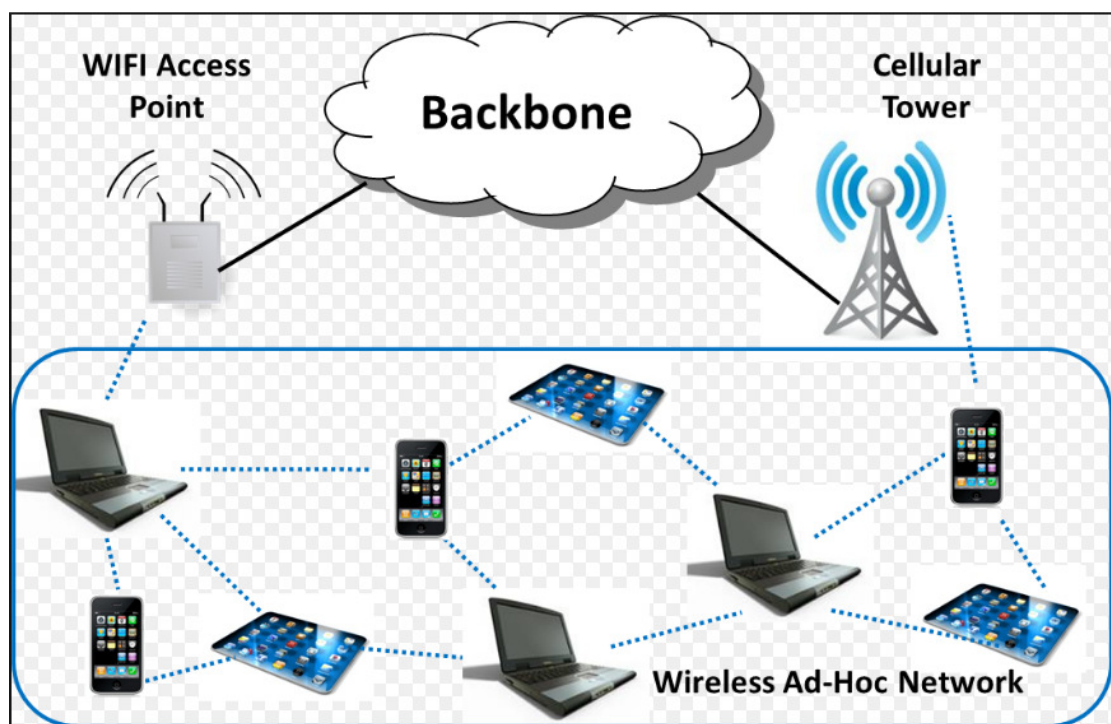 WIFI Access
Point
Backbone
Cellular
Tower
Wireless Ad-Hoc Network